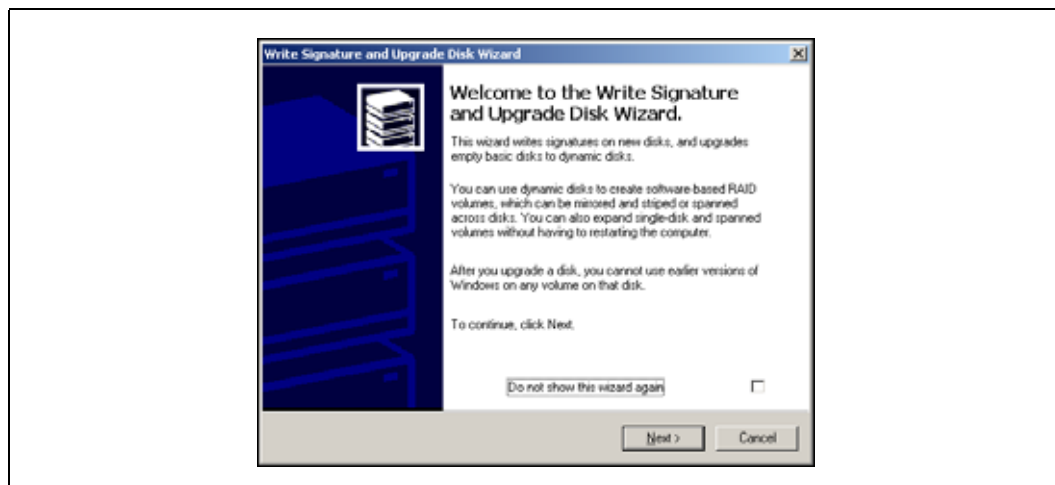 Write Signature and Upgrade Disk Wizard
Welcome to the Write Signature
and Upgrade Disk Wizard.
This wizard writes signatures on new disks, and upgrades
empty basic disks to dynamic disks.
You can use dynamic disks to create software-based RAID
volumes, which can be mirrored and striped or spanned
across disks. You can also expand single-disk and spanned
volumes without having to restarting the computer.
After you upgrade a disk, you cannot use earlier versions of
Windows on any volume on that disk.
To continue, click Next.
Do not show this wizard again
Next > Cancel